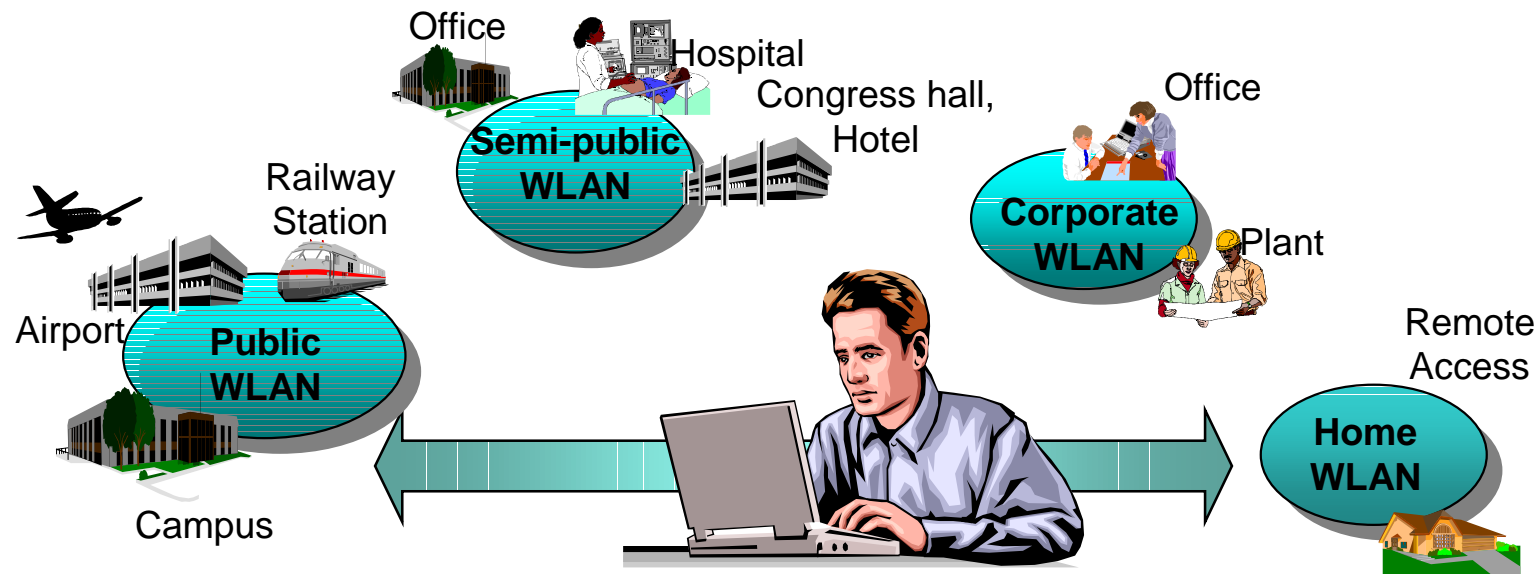 Office
Hospital
Congress hall,
Hotel
Semi-public
WLAN
Office
Corporate
WLAN
Plant
Railway
Station
Airport
Public
WLAN
Campus
Remote
Access
Home
WLAN